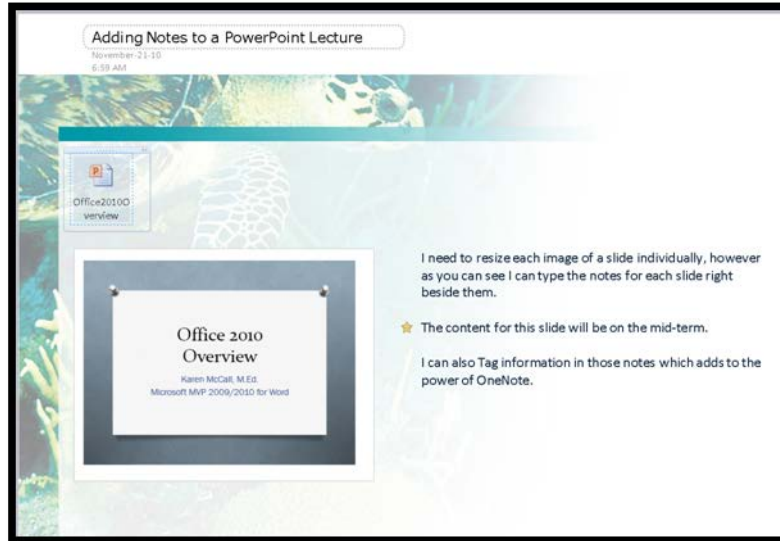 Adding Notes to a PowerPoint Lecture
November-21-10
6:59 AM
Office2010O
verview
Office 2010
Overview
Karen McCall, M.Ed.
Microsoft MVP 2009/2010 for Word
I need to resize each image of a slide individually, however
as you can see I can type the notes for each slide right
beside them.
The content for this slide will be on the mid-term.
I can also Tag information in those notes which adds to the
power of OneNote.